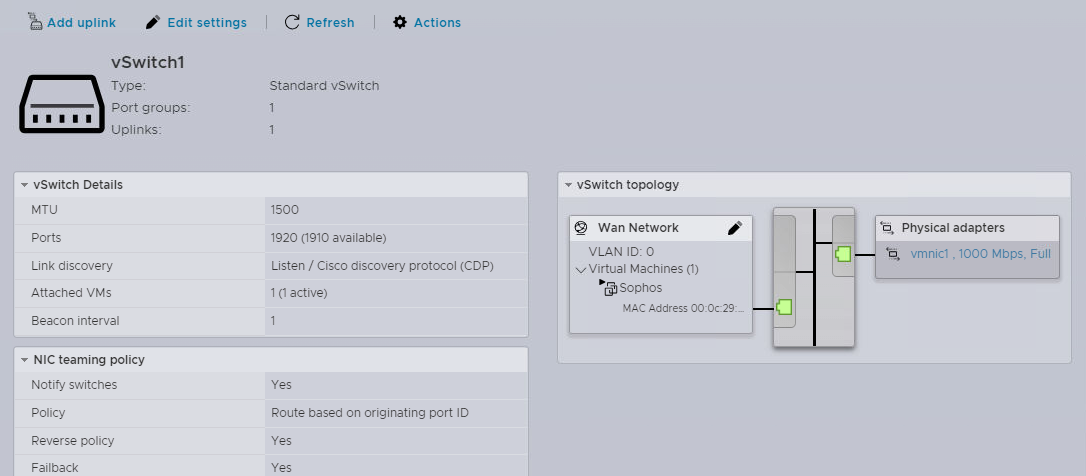 Add uplink Edit settings Refresh Actions
vSwitch1
Type: Standard vSwitch
Port groups: 1
Uplinks: 1
vSwitch Details
MTU 1500
Ports 1920 (1910 available)
Link discovery Listen / Cisco discovery protocol (CDP)
Attached VMs 1 (1 active)
Beacon interval 1
NIC teaming policy
Notify switches Yes
Policy Route based on originating port ID
Reverse policy Yes
Failback Yes
vSwitch topology
Wan Network
VLAN ID: 0
Virtual Machines (1)
Sophos
MAC Address 00:0c:29:...
Physical adapters
vmnic1 , 1000 Mbps, Full